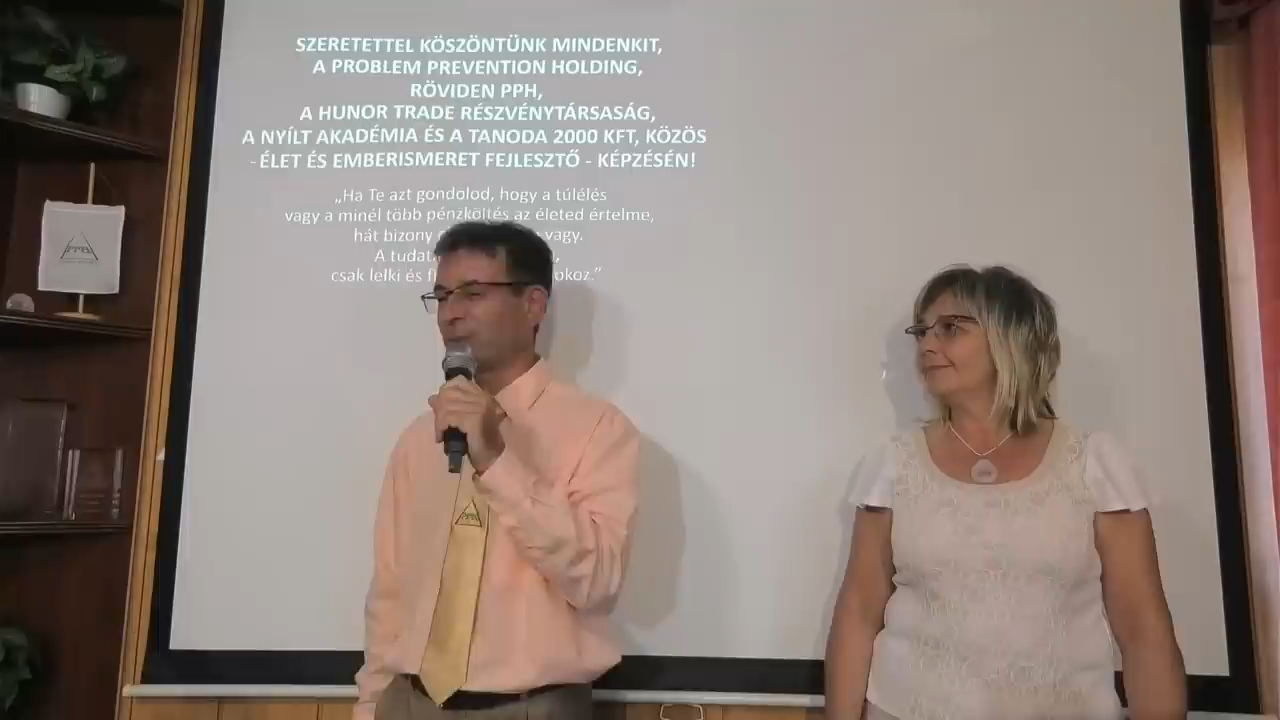 SZERETETTEL KÖSZÖNTÜNK MINDENKIT,
A PROBLEM PREVENTION HOLDING,
RÖVIDEN PPH,
A HUNOR TRADE RÉSZVÉNYTÁRSASÁG,
A NYÍLT AKADÉMIA ÉS A TANODA 2000 KFT, KÖZÖS
- ÉLET ÉS EMBERISMERET FEJLESZTŐ - KÉPZÉSÉN!
„Ha Te azt gondolod, hogy a túlélés
vagy a minél több pénzköltés az életed értelme,
hát bizony vagy.
A
csak lelki és